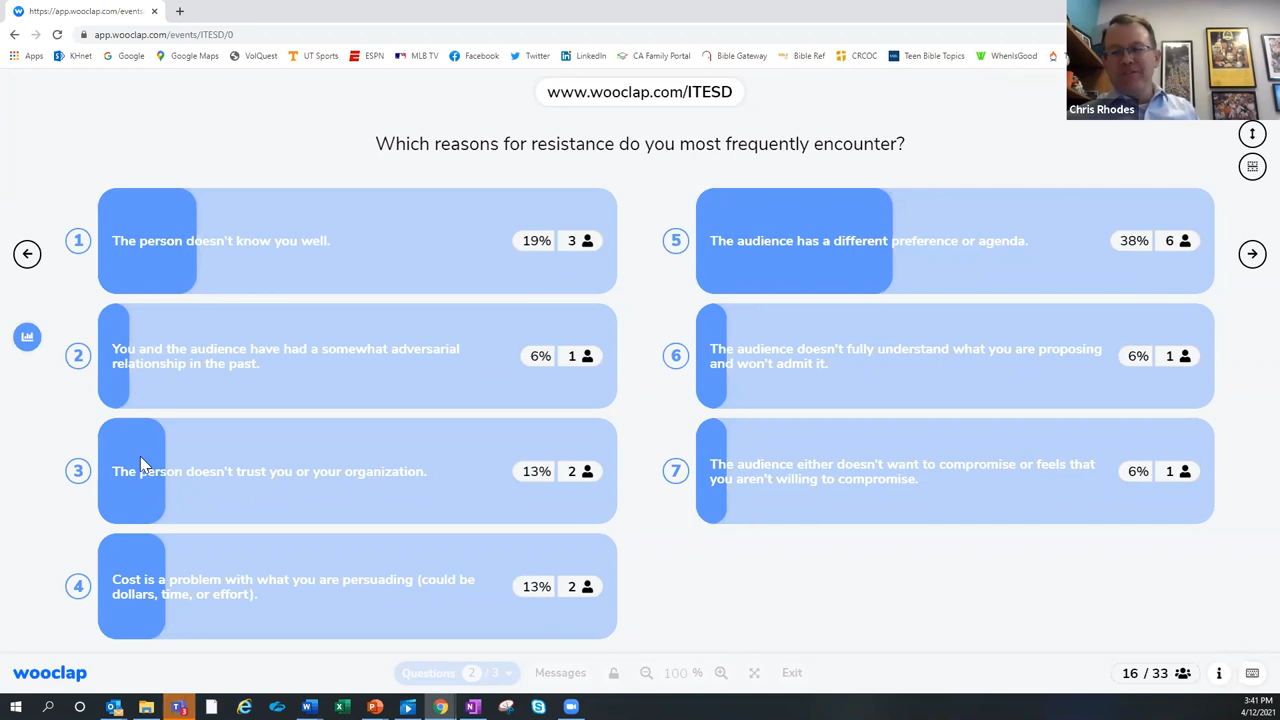 https://app.wooclap.com/events
app.wooclap.com/events/ITESD/0
Apps
KHnet
Google
Google Maps
VolQuest
UT Sports
ESPN
MLB TV
Facebook
Twitter
LinkedIn
CA Family Portal
Bible Gateway
Bible Ref
CRCOC
Teen Bible Topics
WhenIsGood
Chris Rhodes
www.wooclap.com/ITESD
Which reasons for resistance do you most frequently encounter?
1
The person doesn't know you well.
19% 3
2
You and the audience have had a somewhat adversarial
relationship in the past.
6% 1
3
The person doesn't trust you or your organization.
13% 2
4
Cost is a problem with what you are persuading (could be
dollars, time, or effort).
13% 2
5
The audience has a different preference or agenda.
38% 6
6
The audience doesn't fully understand what you are proposing
and won't admit it.
6% 1
7
The audience either doesn't want to compromise or feels that
you aren't willing to compromise.
6% 1
wooclap
Questions 2 / 3
Messages
100 %
Exit
16 / 33
3:41 PM
4/12/2021